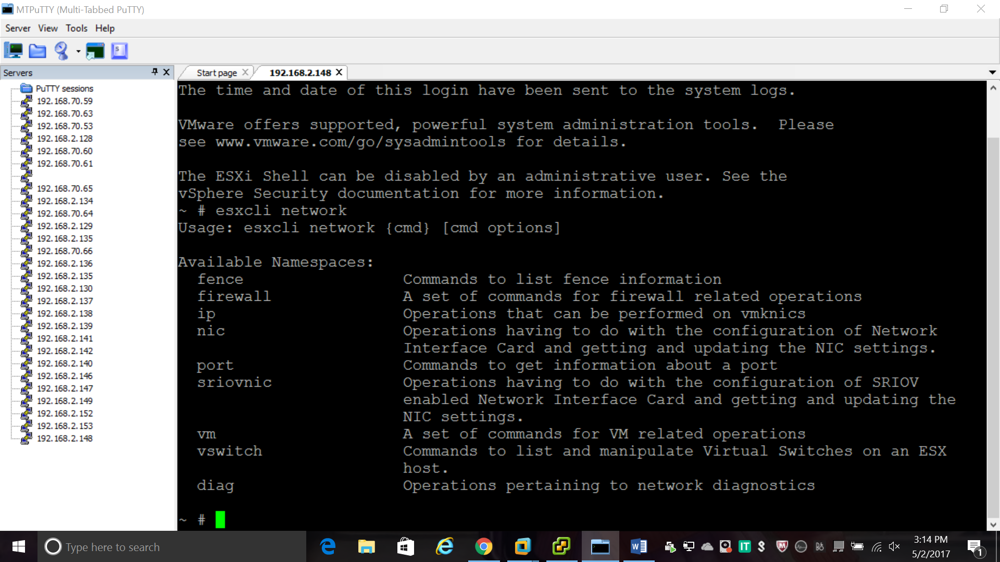 MTPuTTY (Multi-Tabbed PuTTY)
Server View Tools Help
Servers
PuTTY sessions
192.168.70.59
192.168.70.63
192.168.70.53
192.168.2.128
192.168.70.60
192.168.70.61
192.168.70.65
192.168.2.134
192.168.70.64
192.168.2.129
192.168.2.135
192.168.70.66
192.168.2.136
192.168.2.135
192.168.2.130
192.168.2.137
192.168.2.138
192.168.2.139
192.168.2.141
192.168.2.142
192.168.2.140
192.168.2.146
192.168.2.147
192.168.2.149
192.168.2.152
192.168.2.153
192.168.2.148
Start page 192.168.2.148
The time and date of this login have been sent to the system logs.
VMware offers supported, powerful system administration tools.  Please
see www.vmware.com/go/sysadmintools for details.
The ESXi Shell can be disabled by an administrative user. See the
vSphere Security documentation for more information.
~ # esxcli network
Usage: esxcli network {cmd} [cmd options]
Available Namespaces:
fence Commands to list fence information
firewall A set of commands for firewall related operations
ip Operations that can be performed on vmknics
nic Operations having to do with the configuration of Network
Interface Card and getting and updating the NIC settings.
port Commands to get information about a port
sriovnic Operations having to do with the configuration of SRIOV
enabled Network Interface Card and getting and updating the
NIC settings.
vm A set of commands for VM related operations
vswitch Commands to list and manipulate Virtual Switches on an ESX
host.
diag Operations pertaining to network diagnostics
~ #
Type here to search
IT
3:14 PM
5/2/2017
1